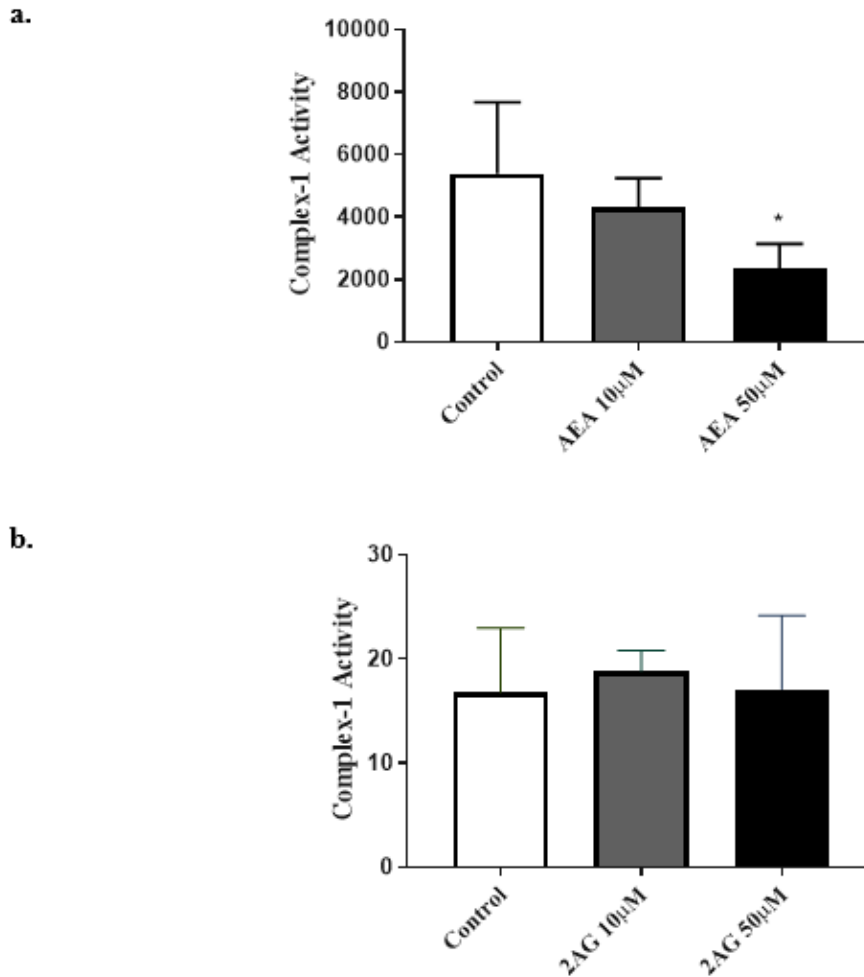 a.
10000
8000
6000
4000
2000
0
Complex-1 Activity
*
Control
AEA 10μM
AEA 50μM
b.
30
20
10
0
Complex-1 Activity
Control
2AG 10μM
2AG 50μM